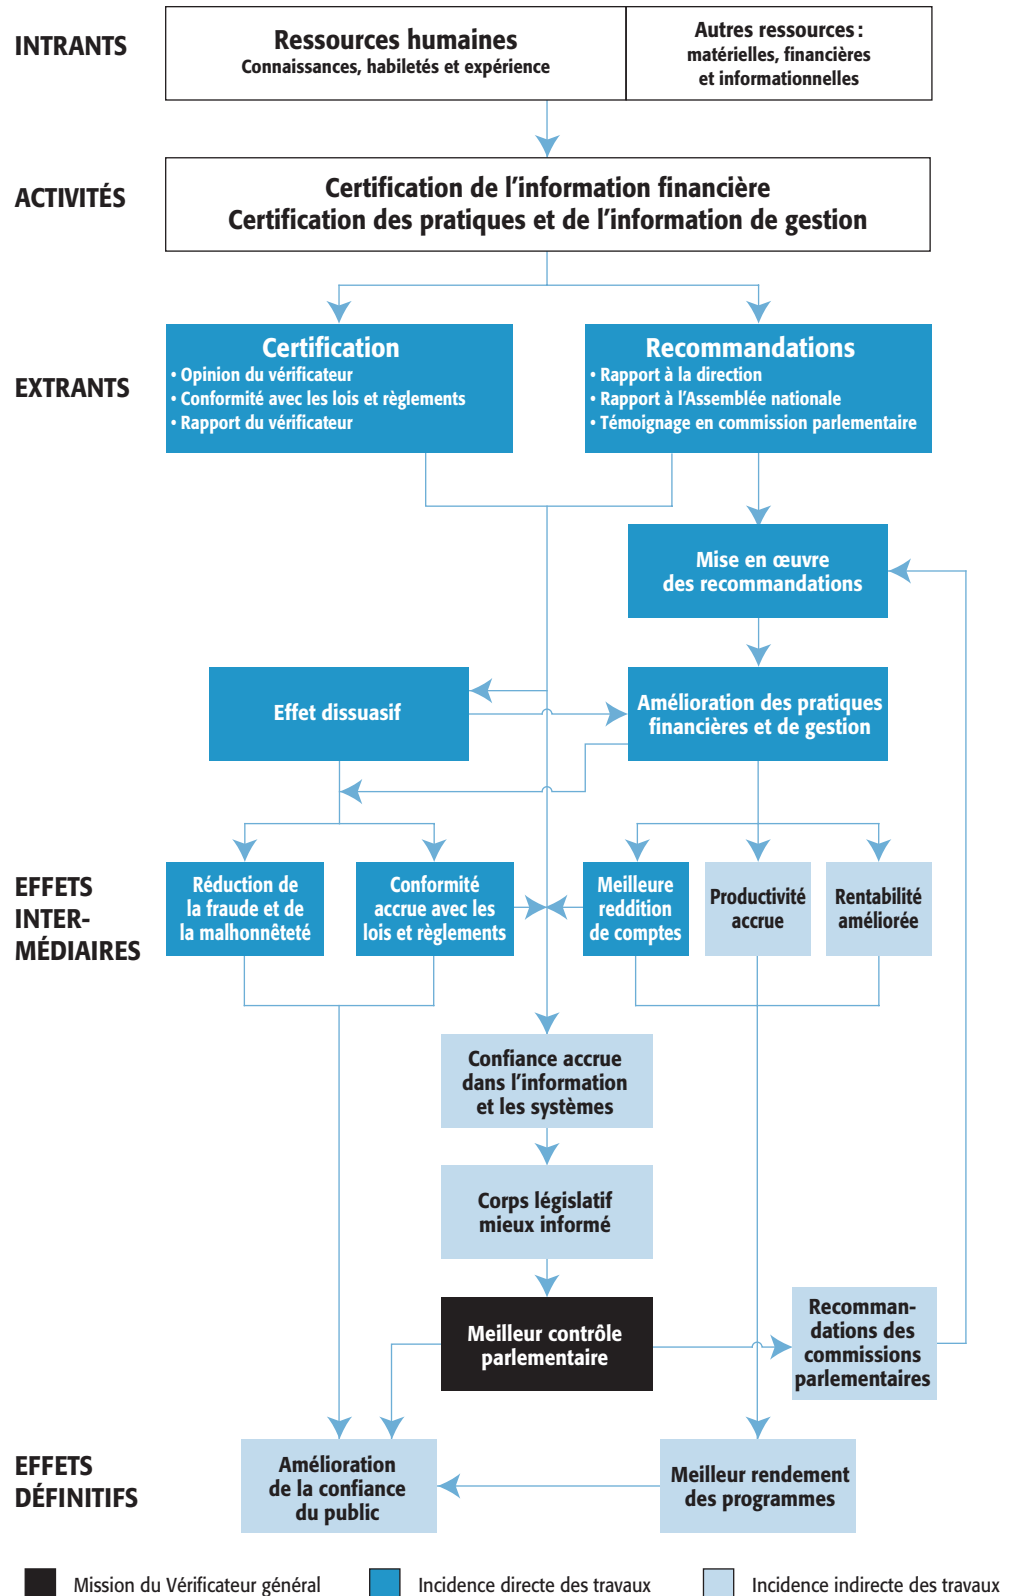 INTRANTS
Ressources humaines
Connaissances, habiletés et expérience
Autres ressources :
matérielles, financières
et informationnelles
ACTIVITÉS
Certification de l'information financière
Certification des pratiques et de l'information de gestion
EXTRANTS
Certification
• Opinion du vérificateur
• Conformité avec les lois et règlements
• Rapport du vérificateur
Recommandations
• Rapport à la direction
• Rapport à l'Assemblée nationale
• Témoignage en commission parlementaire
Mise en œuvre
des recommandations
Effet dissuasif
Amélioration des pratiques
financières et de gestion
EFFETS
INTER-
MÉDIAIRES
Réduction de
la fraude et de
la malhonnêteté
Conformité
accrue avec les
lois et règlements
Meilleure
reddition
de comptes
Productivité
accrue
Rentabilité
améliorée
Confiance accrue
dans l'information
et les systèmes
Corps législatif
mieux informé
Meilleur contrôle
parlementaire
Recomman-
dations des
commissions
parlementaires
EFFETS
DÉFINITIFS
Amélioration
de la confiance
du public
Meilleur rendement
des programmes
Mission du Vérificateur général
Incidence directe des travaux
Incidence indirecte des travaux